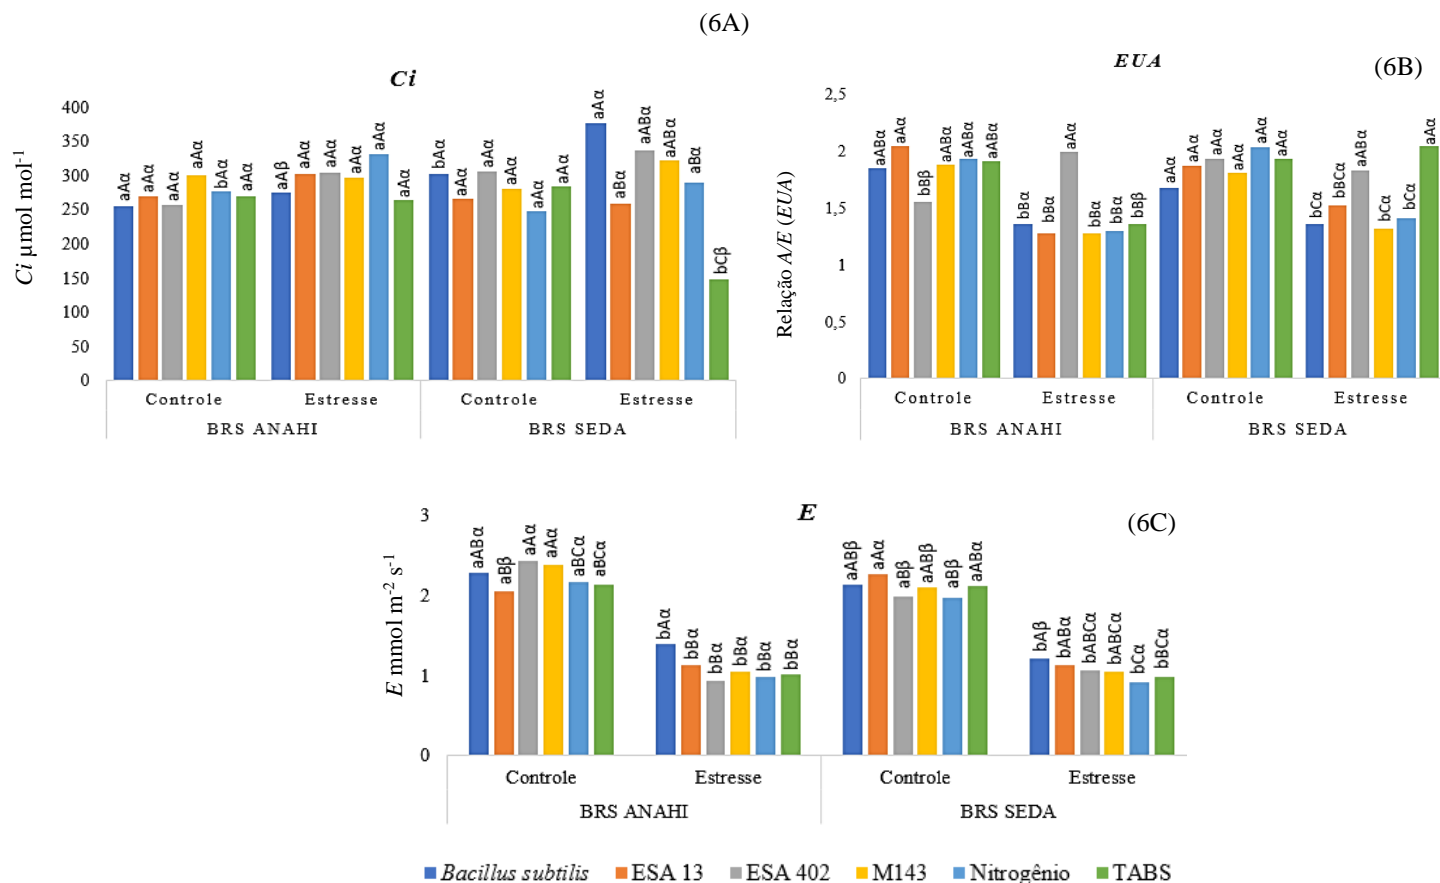 (6A)
Ci
Ci µmol mol-1
400
350
300
250
200
150
100
50
0
aAα aAα aAα aAα bAα aAα
aAβ aAα aAα aAα aAα aAα
bAα aAα aAα aAα aAα aAα
aAα aBα aABα aABα aBα bCβ
Controle Estresse Controle Estresse
BRS ANAHI BRS SEDA
EUA
(6B)
Relação A/E (EUA)
2,5
2
1,5
1
0,5
0
aABα aAα bBβ aABα aABα aABα
bBα bBα aAα bBα bBα bBβ
aAα aAα aAα aAα aAα aAα
bCα bBCα aABα bCα bCα aAα
Controle Estresse Controle Estresse
BRS ANAHI BRS SEDA
E
(6C)
E mmol m-2 s-1
3
2
1
0
aABα aBβ aAα aAα aBCα aBCα
bAα bBα bBα bBα bBα bBα
aABβ aAα aBβ aABβ aBβ aABα
bAβ bABα bABCα bABCα bCα bBCα
Controle Estresse Controle Estresse
BRS ANAHI BRS SEDA
Bacillus subtilis ESA 13 ESA 402 M143 Nitrogênio TABS